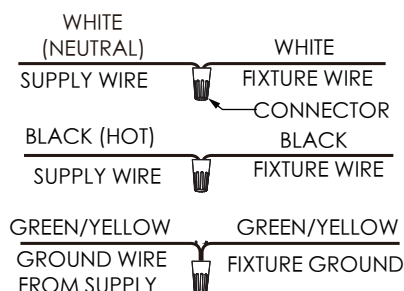 WHITE
(NEUTRAL)
WHITE
SUPPLY WIRE
FIXTURE WIRE
CONNECTOR
BLACK (HOT)
BLACK
SUPPLY WIRE
FIXTURE WIRE
GREEN/YELLOW
GREEN/YELLOW
GROUND WIRE
FROM SUPPLY
FIXTURE GROUND